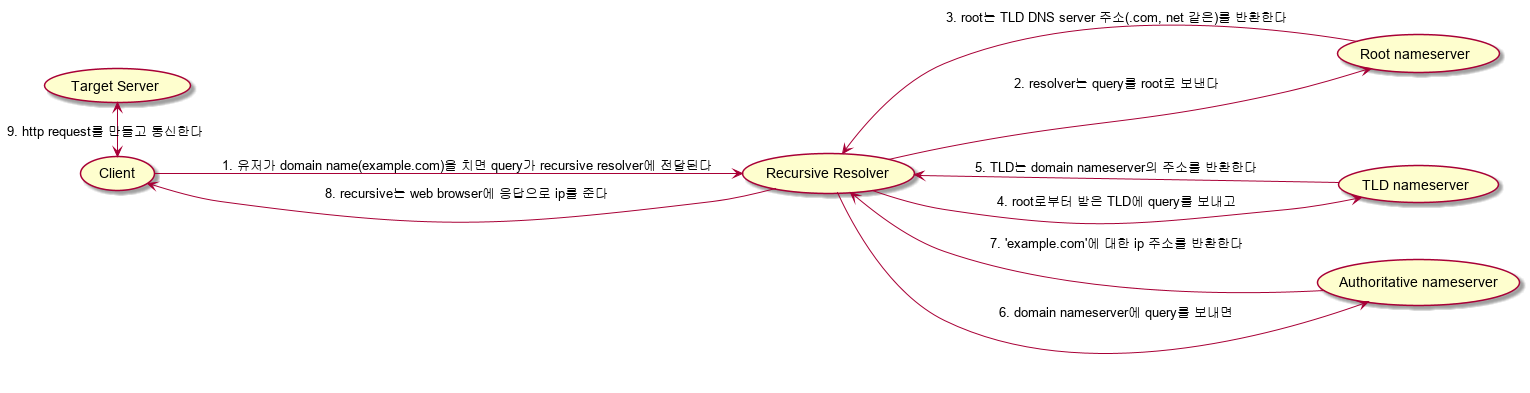 3. root는 TLD DNS server 주소(.com, net 같은)를 반환한다
Root nameserver
Target Server
2. resolver는 query를 root로 보낸다
9. http request를 만들고 통신한다
1. 유저가 domain name(example.com)을 치면 query가 recursive resolver에 전달된다
Client
Recursive Resolver
5. TLD는 domain nameserver의 주소를 반환한다
TLD nameserver
8. recursive는 web browser에 응답으로 ip를 준다
4. root로부터 받은 TLD에 query를 보내고
7. 'example.com'에 대한 ip 주소를 반환한다
Authoritative nameserver
6. domain nameserver에 query를 보내면